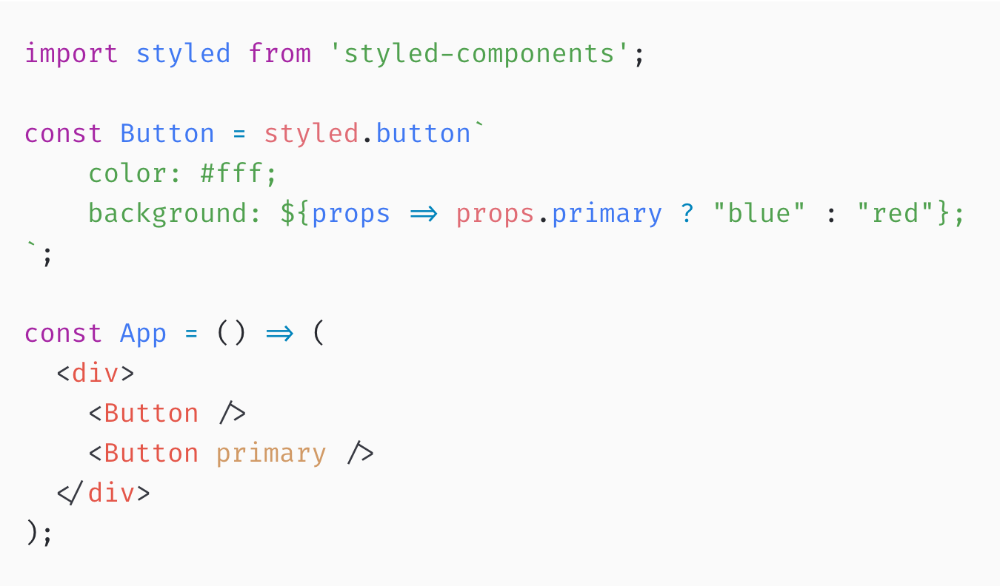 import styled from 'styled-components';
const Button = styled.button`
    color: #fff;
    background: ${props => props.primary ? "blue" : "red"};
`;
const App = () => (
  <div>
    <Button />
    <Button primary />
  </div>
);